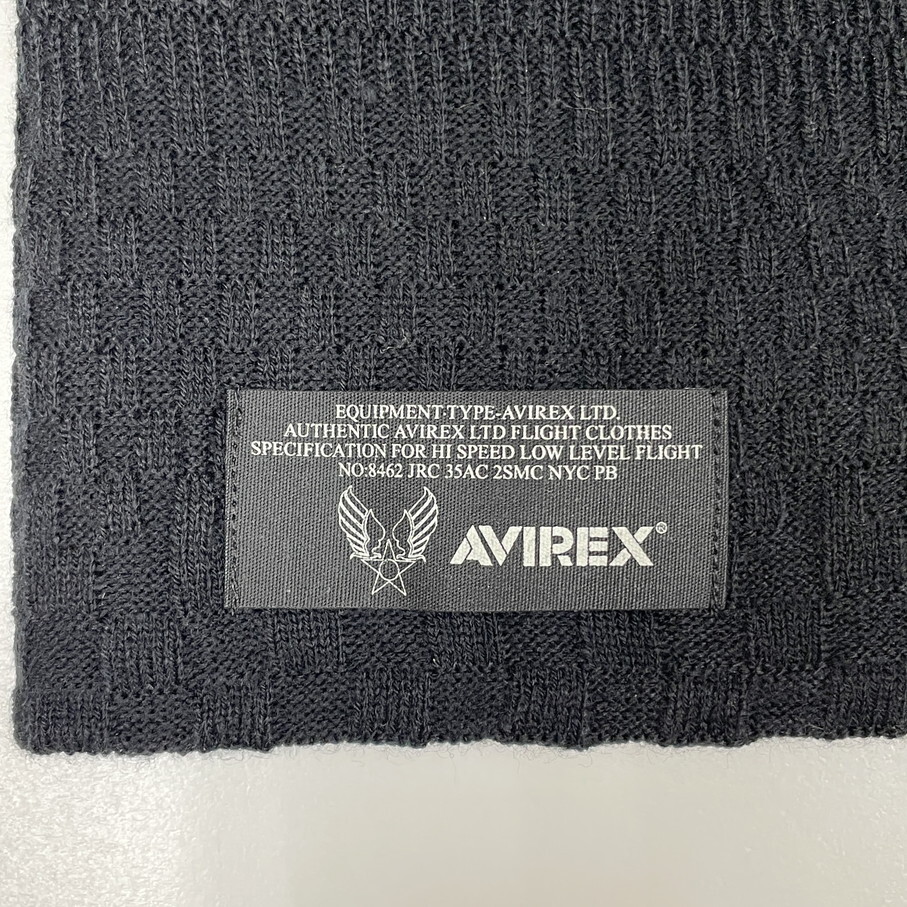 EQUIPMENT·TYPE-AVIREX LTD.
AUTHENTIC AVIREX LTD FLIGHT CLOTHES
SPECIFICATION FOR HI SPEED LOW LEVEL FLIGHT
NO:8462 JRC 35AC 2SMC NYC PB
AVIREX®